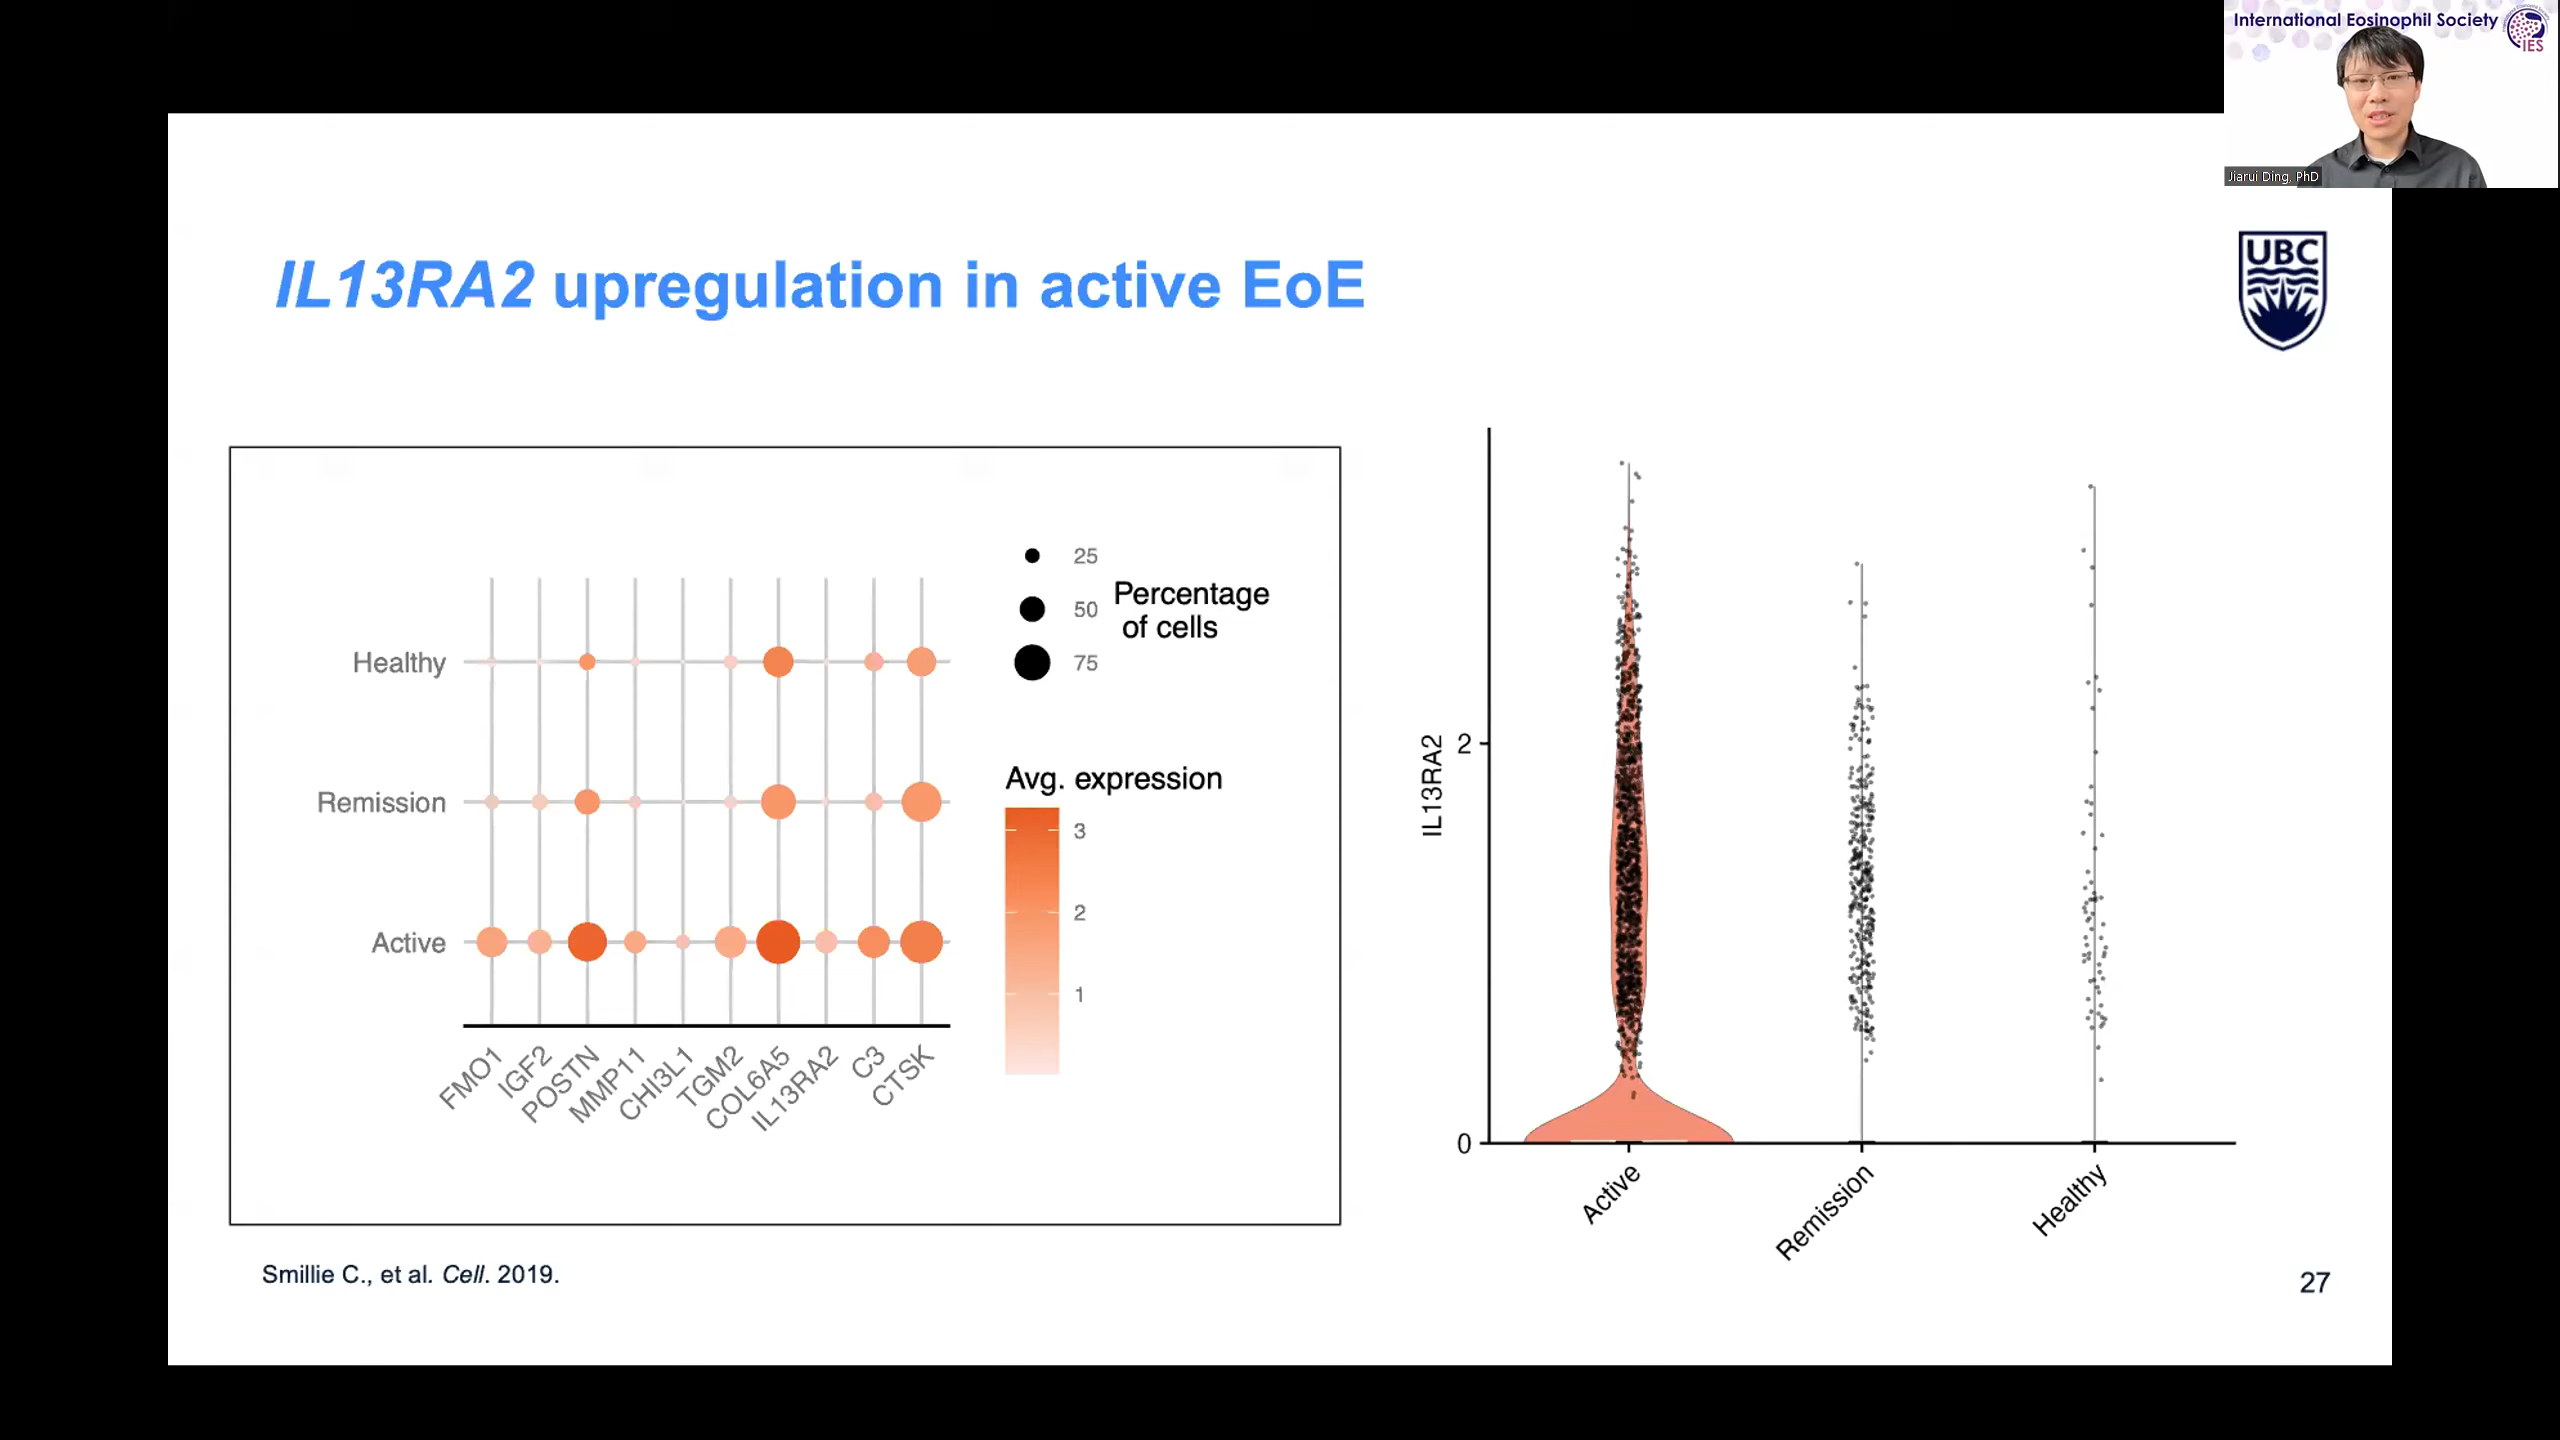 International Eosinophil Society
IES
Jiarui Ding, PhD
UBC
IL13RA2 upregulation in active EoE
25
50
75
Percentage
of cells
Healthy
Remission
Active
Avg. expression
3
2
1
FMO1
IGF2
POSTN
MMP11
CHI3L1
TGM2
COL6A5
IL13RA2
C3
CTSK
IL13RA2
2
0
Active
Remission
Healthy
Smillie C., et al. Cell. 2019.
27